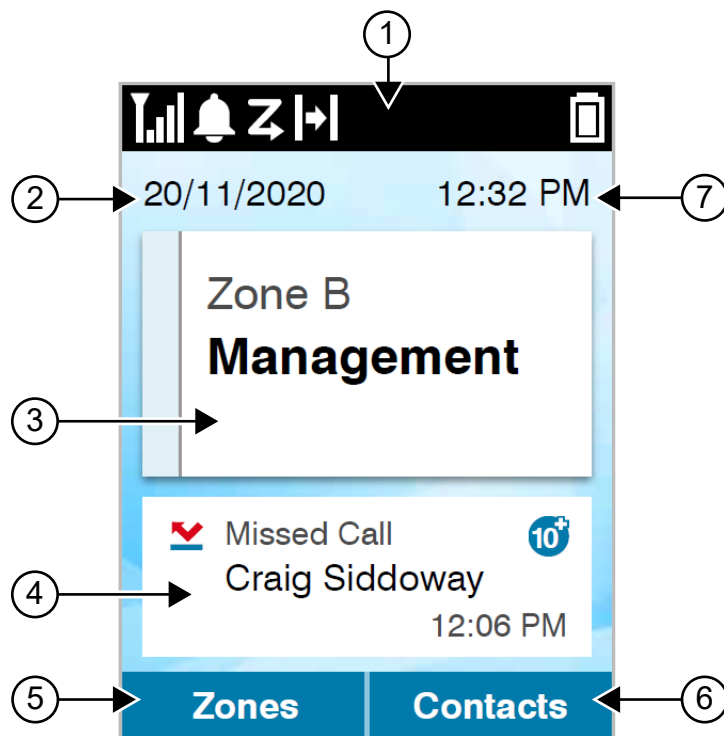 1
2
20/11/2020 12:32 PM
7
Zone B
Management
3
Missed Call 10+
Craig Siddoway
4
12:06 PM
5
Zones Contacts
6